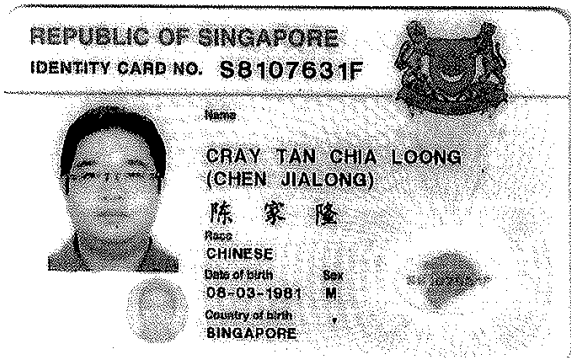 REPUBLIC OF SINGAPORE
IDENTITY CARD NO. S8107631F
Name
CRAY TAN CHIA LOONG
(CHEN JIALONG)
陈 家 隆
Race
CHINESE
Date of birth Sex
08-03-1981 M
Country of birth
SINGAPORE